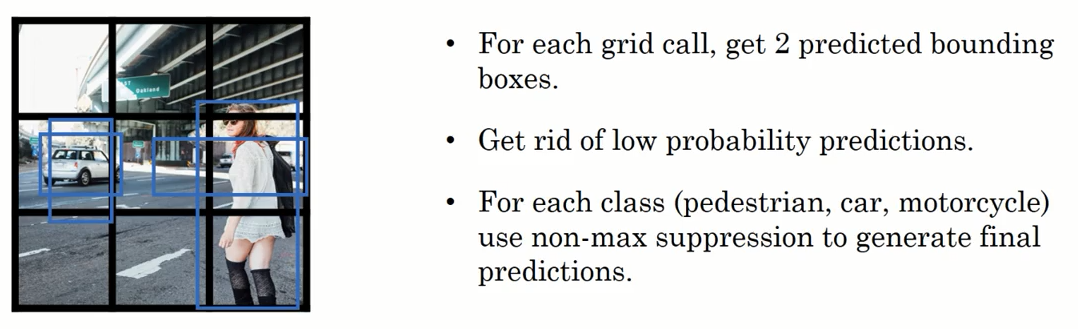 ST
Oakland
• For each grid call, get 2 predicted bounding
boxes.
• Get rid of low probability predictions.
• For each class (pedestrian, car, motorcycle)
use non-max suppression to generate final
predictions.